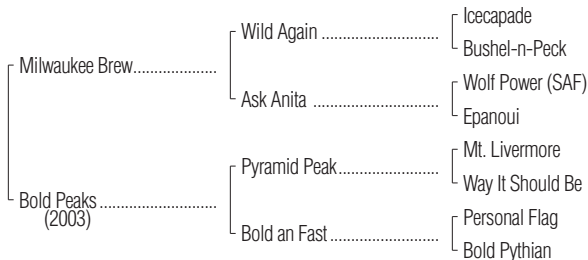 Icecapade
Wild Again
Bushel-n-Peck
Milwaukee Brew
Wolf Power (SAF)
Ask Anita
Epanoui
Mt. Livermore
Pyramid Peak
Way It Should Be
Bold Peaks
(2003)
Personal Flag
Bold an Fast
Bold Pythian